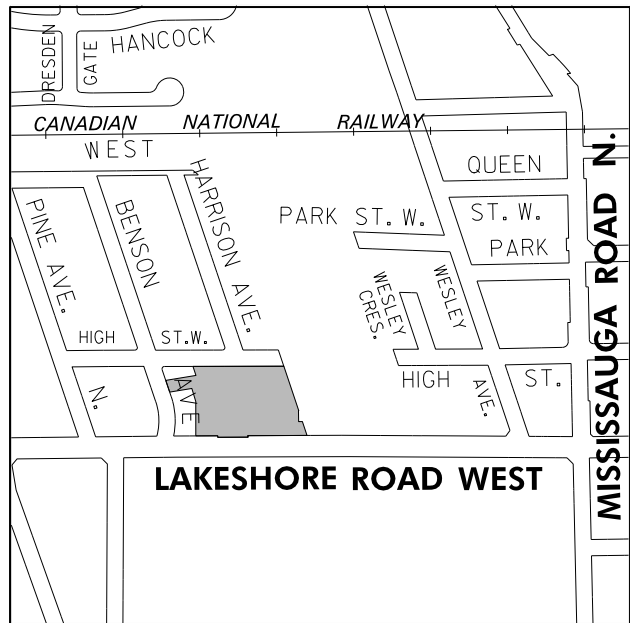 DRESDEN
GATE
HANCOCK
CANADIAN NATIONAL RAILWAY
WEST
QUEEN
HARRISON AVE.
PINE AVE.
BENSON
PARK ST. W.
ST. W.
PARK
MISSISSAUGA ROAD N.
WESLEY
CRES.
WESLEY
HIGH
ST.W.
HIGH
AVE.
ST.
N.
AVE
LAKESHORE ROAD WEST